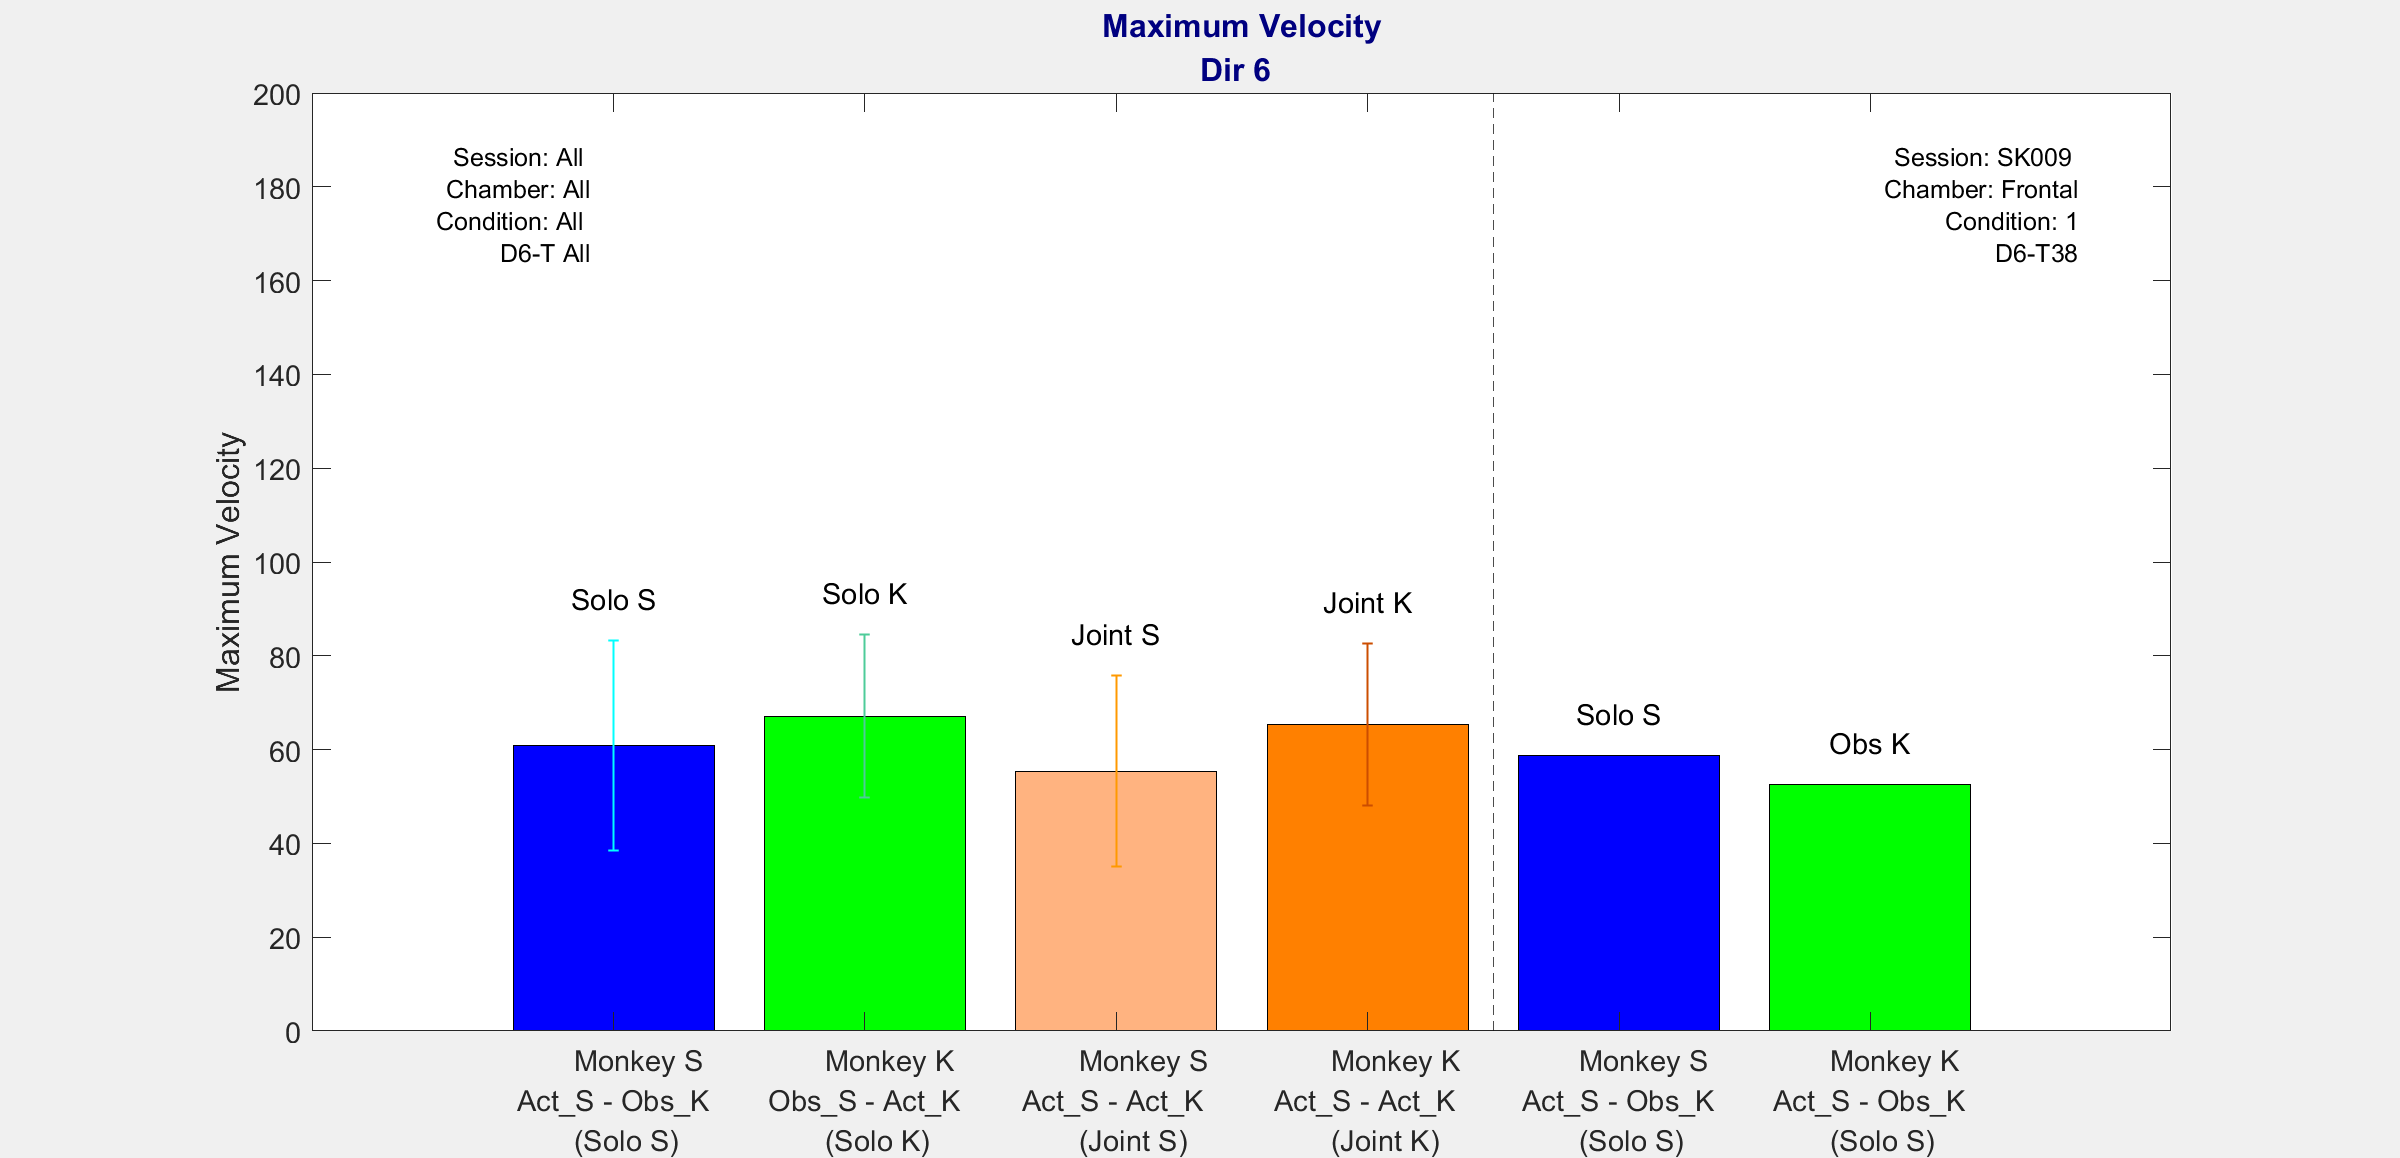 Maximum Velocity
Dir 6
Session: All
Chamber: All
Condition: All
D6-T All
Session: SK009
Chamber: Frontal
Condition: 1
D6-T38
Maximum Velocity
200
180
160
140
120
100
80
60
40
20
0
Solo S
Solo K
Joint S
Joint K
Solo S
Obs K
Monkey S
Act_S - Obs_K
(Solo S)
Monkey K
Obs_S - Act_K
(Solo K)
Monkey S
Act_S - Act_K
(Joint S)
Monkey K
Act_S - Act_K
(Joint K)
Monkey S
Act_S - Obs_K
(Solo S)
Monkey K
Act_S - Obs_K
(Solo S)